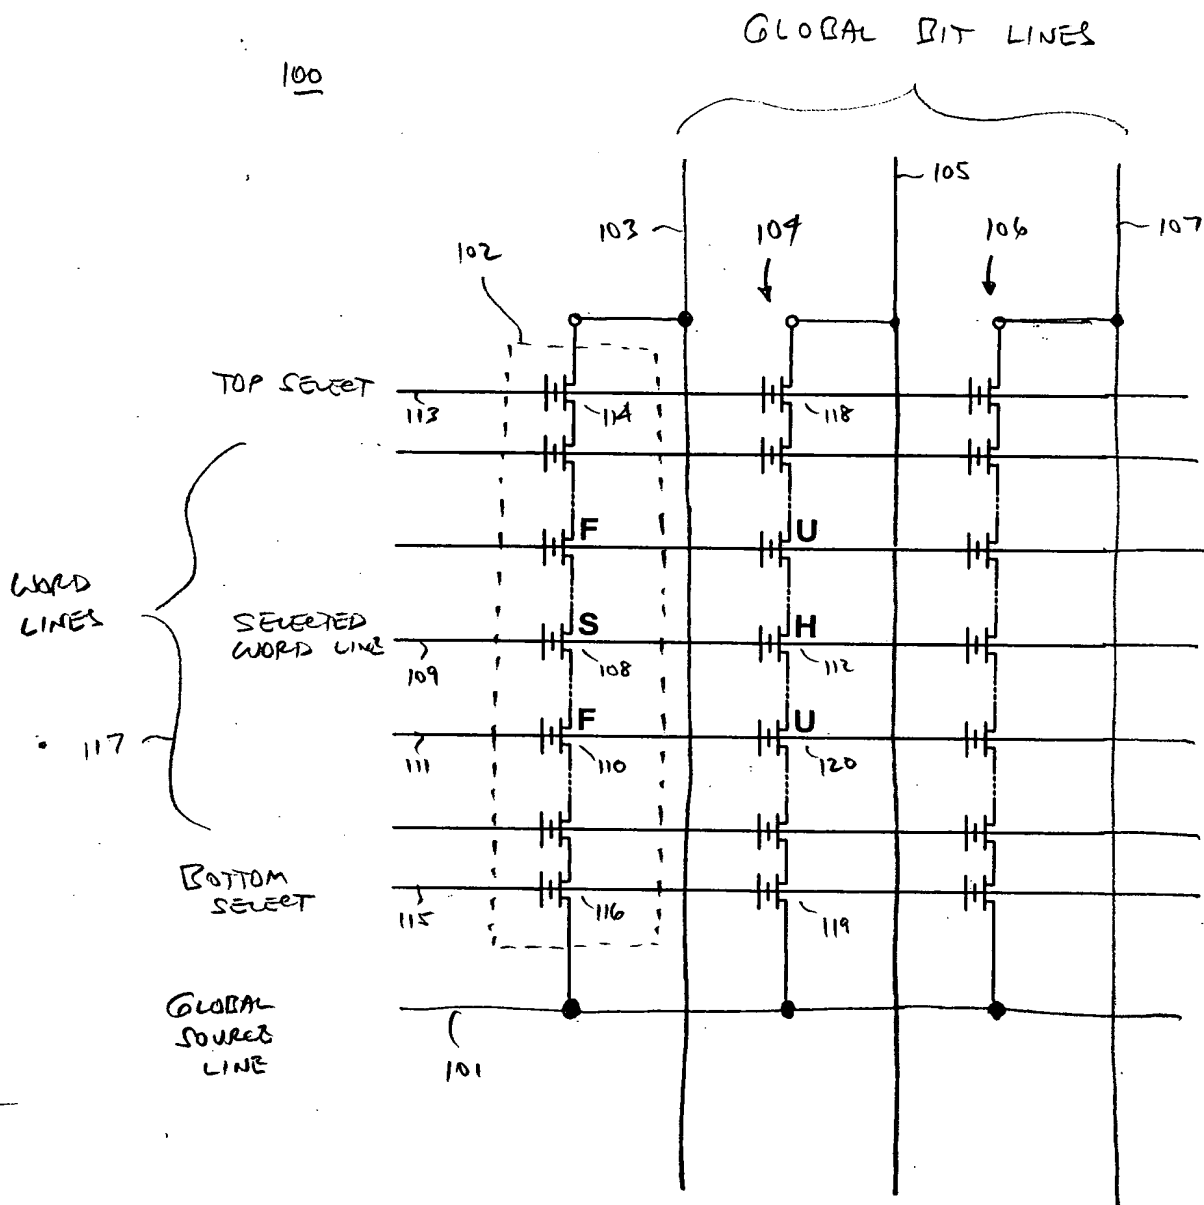 GLOBAL BIT LINES
100
105
103
104
106
107
102
TOP SELECT
113
114
118
F
U
WORD
LINES
SELECTED
WORD LINE
S
H
109
108
112
F
U
117
111
110
120
BOTTOM
SELECT
115
116
119
GLOBAL
SOURCE
LINE
101